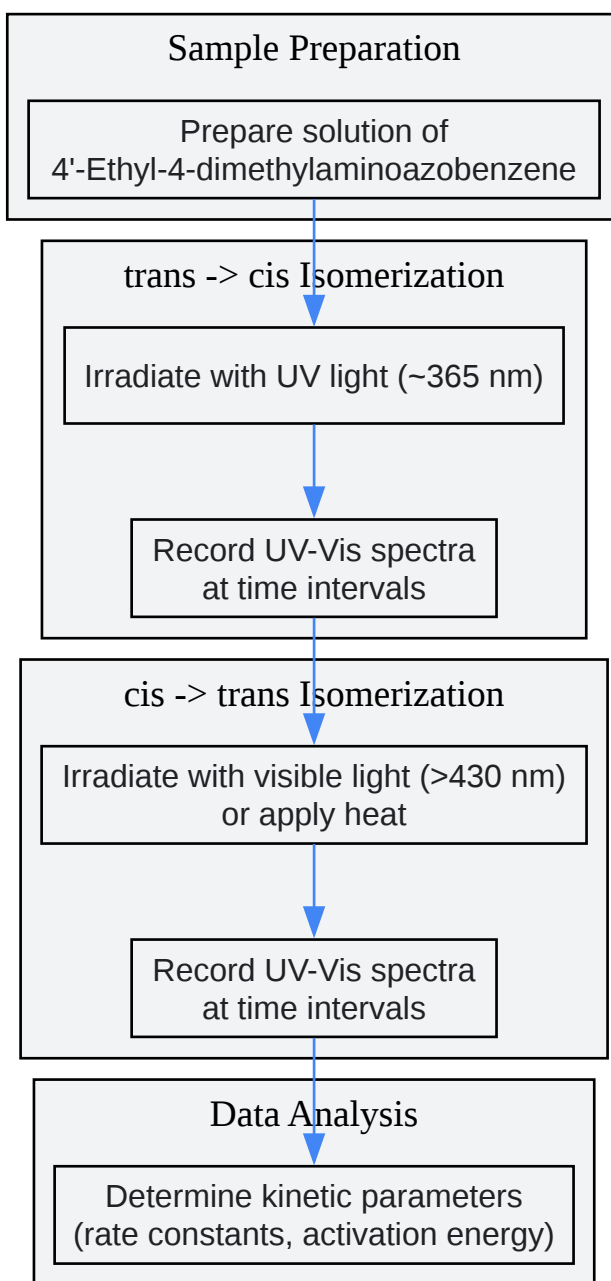 Sample Preparation
Prepare solution of
4'-Ethyl-4-dimethylaminoazobenzene
trans -> cis Isomerization
Irradiate with UV light (~365 nm)
Record UV-Vis spectra
at time intervals
cis -> trans Isomerization
Irradiate with visible light (>430 nm)
or apply heat
Record UV-Vis spectra
at time intervals
Data Analysis
Determine kinetic parameters
(rate constants, activation energy)